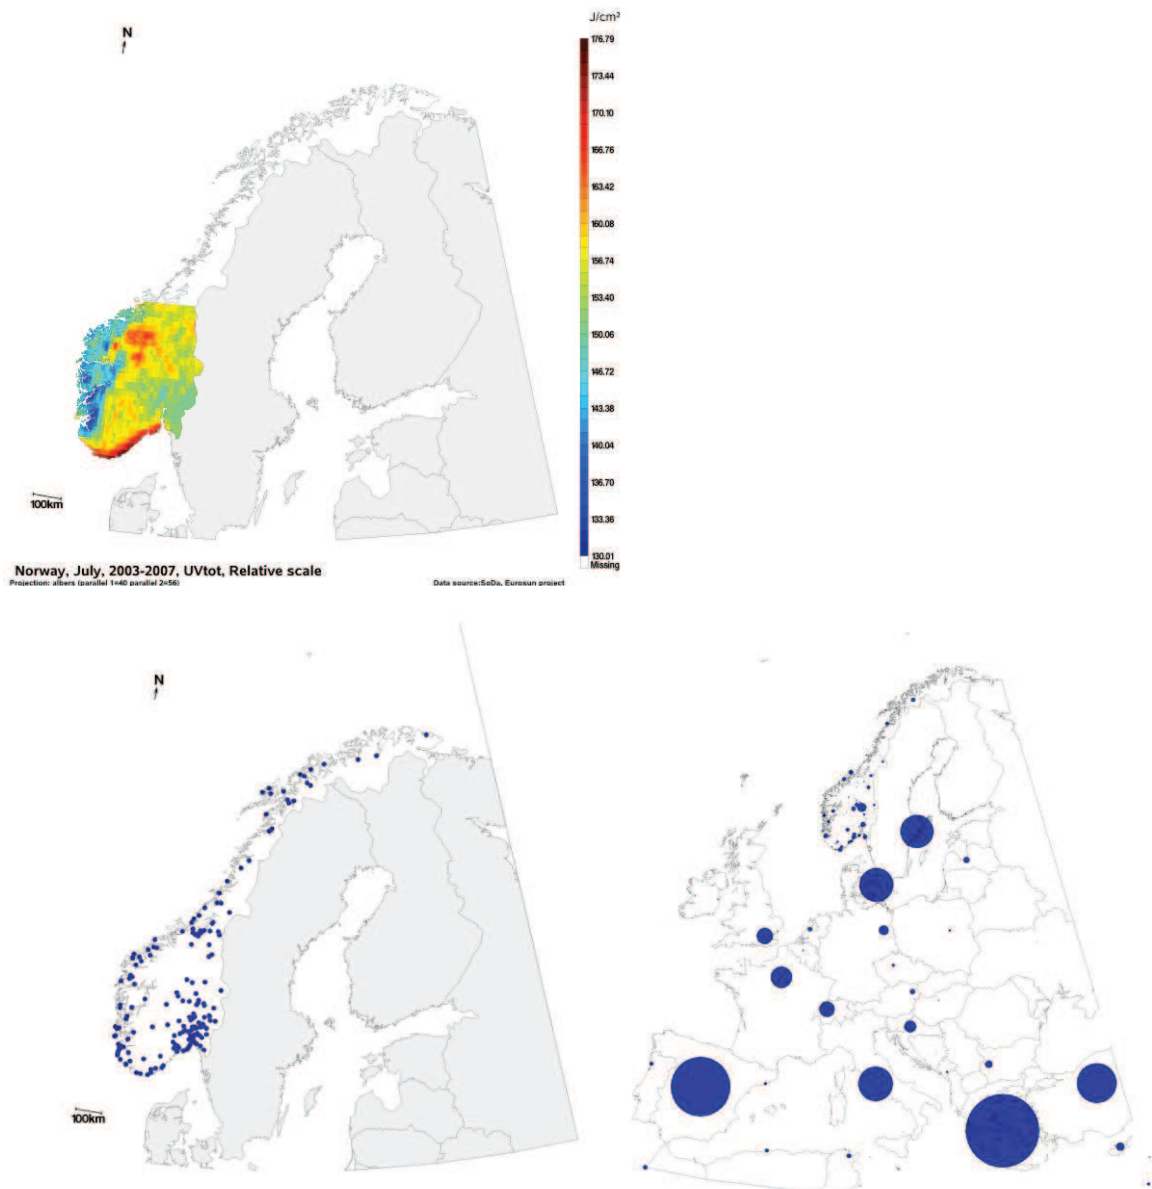 J/cm²
N
176.79
173.44
170.10
166.76
163.42
160.08
156.74
153.40
150.06
146.72
143.38
140.04
136.70
133.36
130.01
Missing
100km
Norway, July, 2003-2007, UVtot, Relative scale
Projection: albers (parallel 1=40 parallel 2=56)
Data source:SoDa, Eurosun project
N
100km